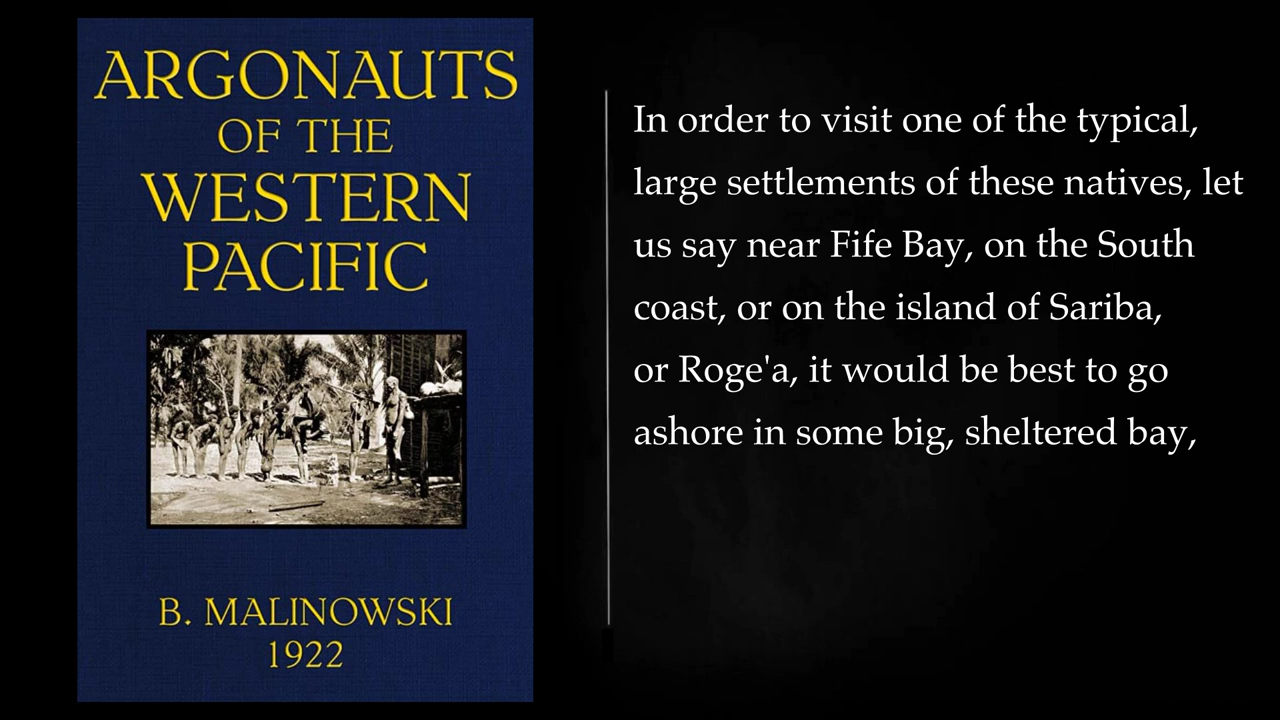 ARGONAUTS
OF THE
WESTERN
PACIFIC
B. MALINOWSKI
1922
In order to visit one of the typical,
large settlements of these natives, let
us say near Fife Bay, on the South
coast, or on the island of Sariba,
or Roge'a, it would be best to go
ashore in some big, sheltered bay,